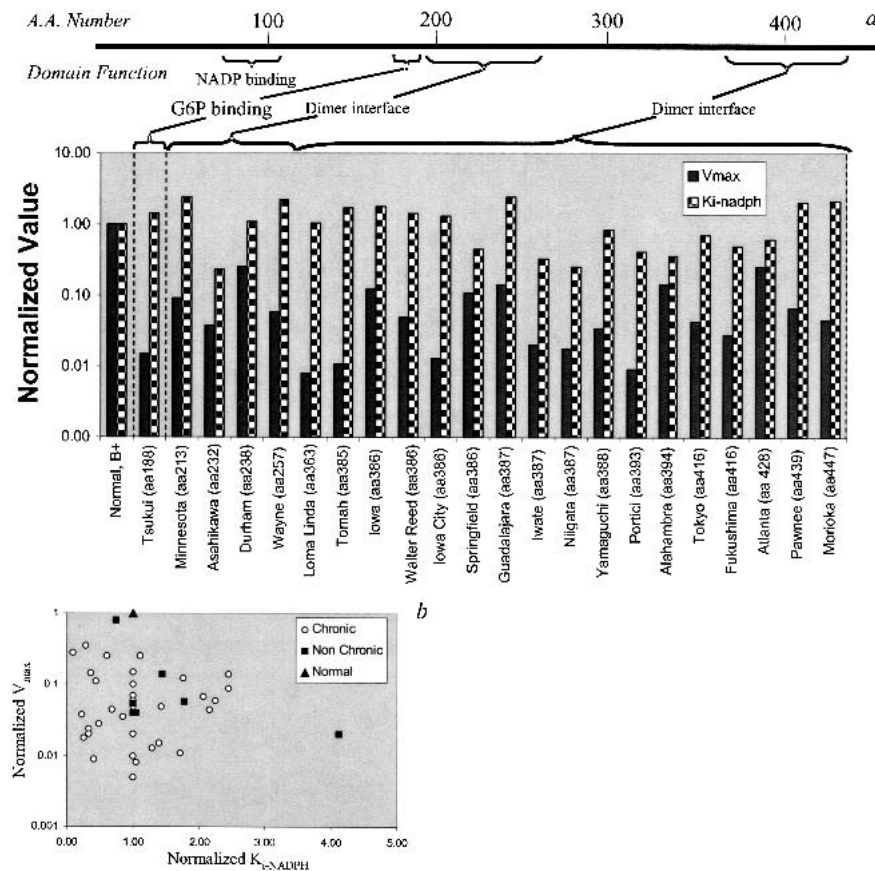 A.A. Number 100 200 300 400 a
Domain Function
NADP binding
G6P binding Dimer interface Dimer interface
10.00
1.00
0.10
0.01
0.00
Normalized Value
Vmax
Ki-nadph
Normal, B+
Tsukui (aa188)
Minnesota (aa213)
Asahikawa (aa232)
Durham (aa238)
Wayne (aa257)
Loma Linda (aa363)
Tomah (aa385)
Iowa (aa386)
Walter Reed (aa386)
Iowa City (aa386)
Springfield (aa386)
Guadalajara (aa387)
Iwate (aa387)
Niigata (aa387)
Yamaguchi (aa388)
Portici (aa393)
Alahambra (aa394)
Tokyo (aa416)
Fukushima (aa416)
Atlanta (aa 428)
Pawnee (aa439)
Morioka (aa447)
b
1
0.1
0.01
0.001
Normalized Vmax
Chronic
Non Chronic
Normal
0.00 1.00 2.00 3.00 4.00 5.00
Normalized Ki-NADPH